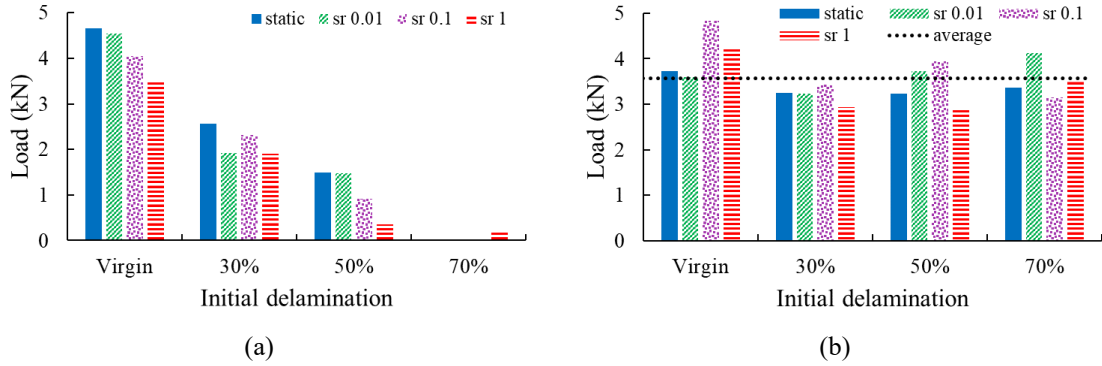 static sr 0.01 sr 0.1 sr 1
5
4
3
2
1
0
Load (kN)
Virgin 30% 50% 70%
Initial delamination
(a)
static sr 0.01 sr 0.1
sr 1 average
5
4
3
2
1
0
Load (kN)
Virgin 30% 50% 70%
Initial delamination
(b)